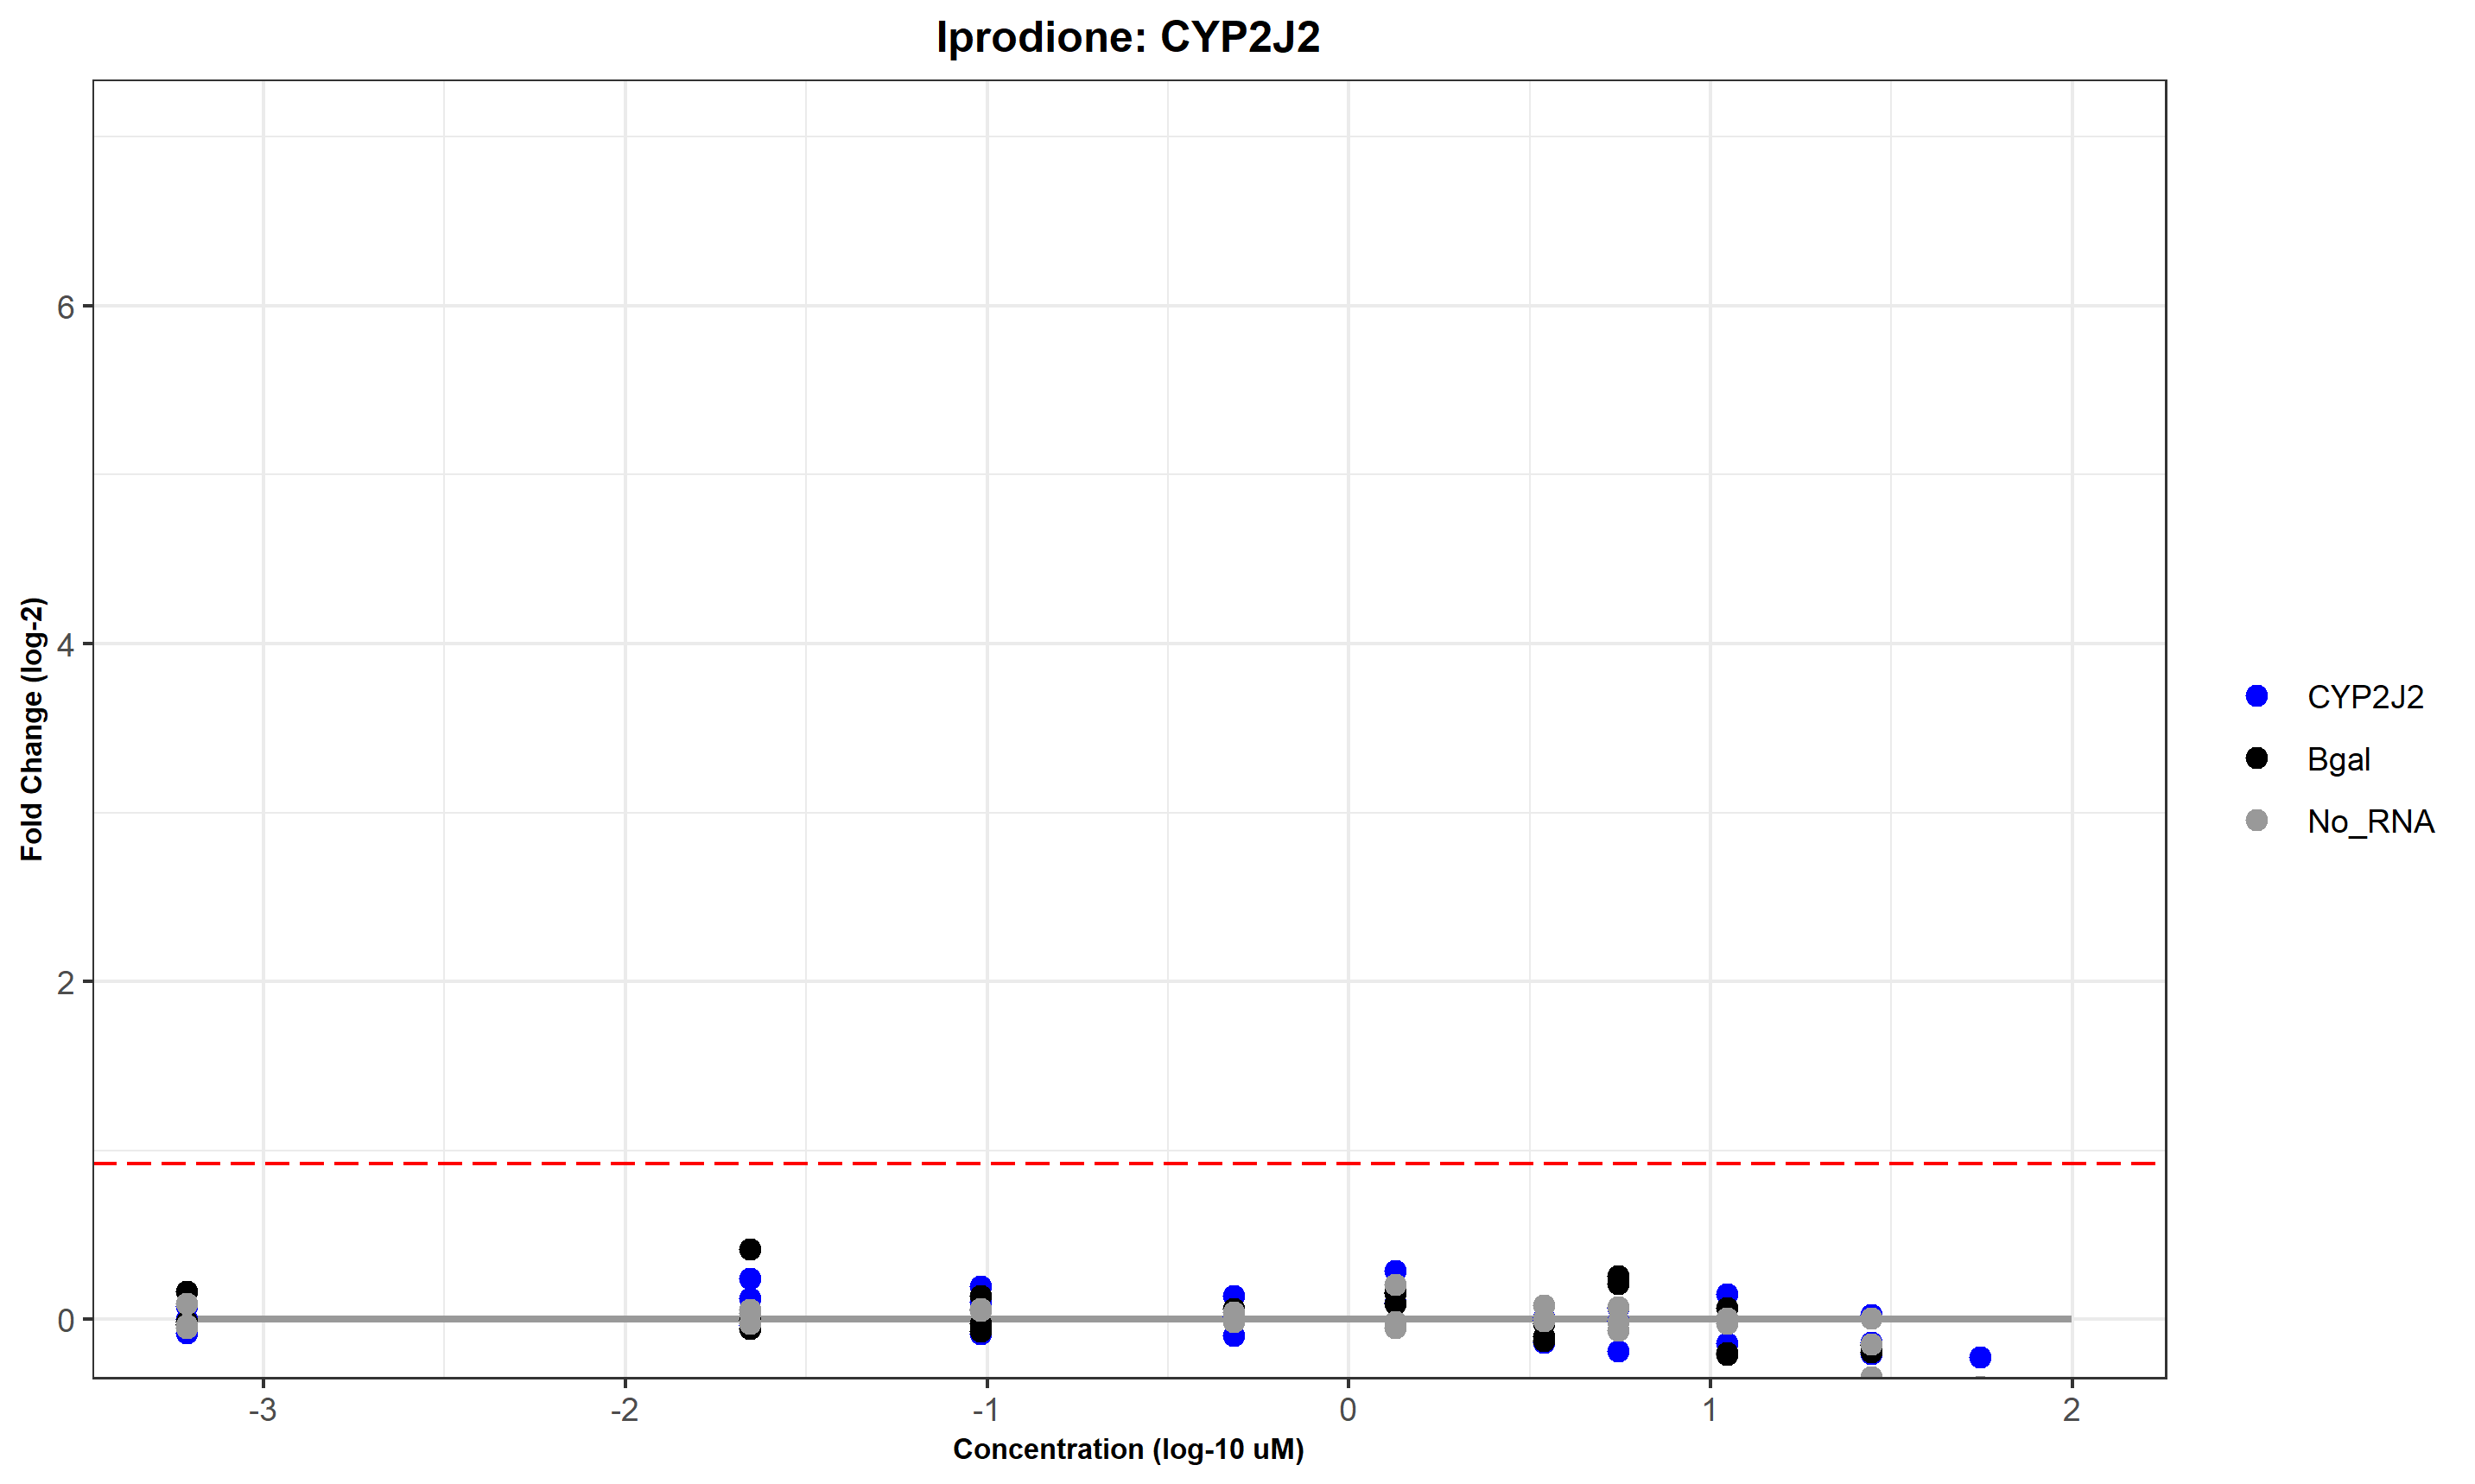 Iprodione: CYP2J2
Fold Change (log-2)
6
4
2
0
-3
-2
-1
0
1
2
Concentration (log-10 uM)
CYP2J2
Bgal
No_RNA